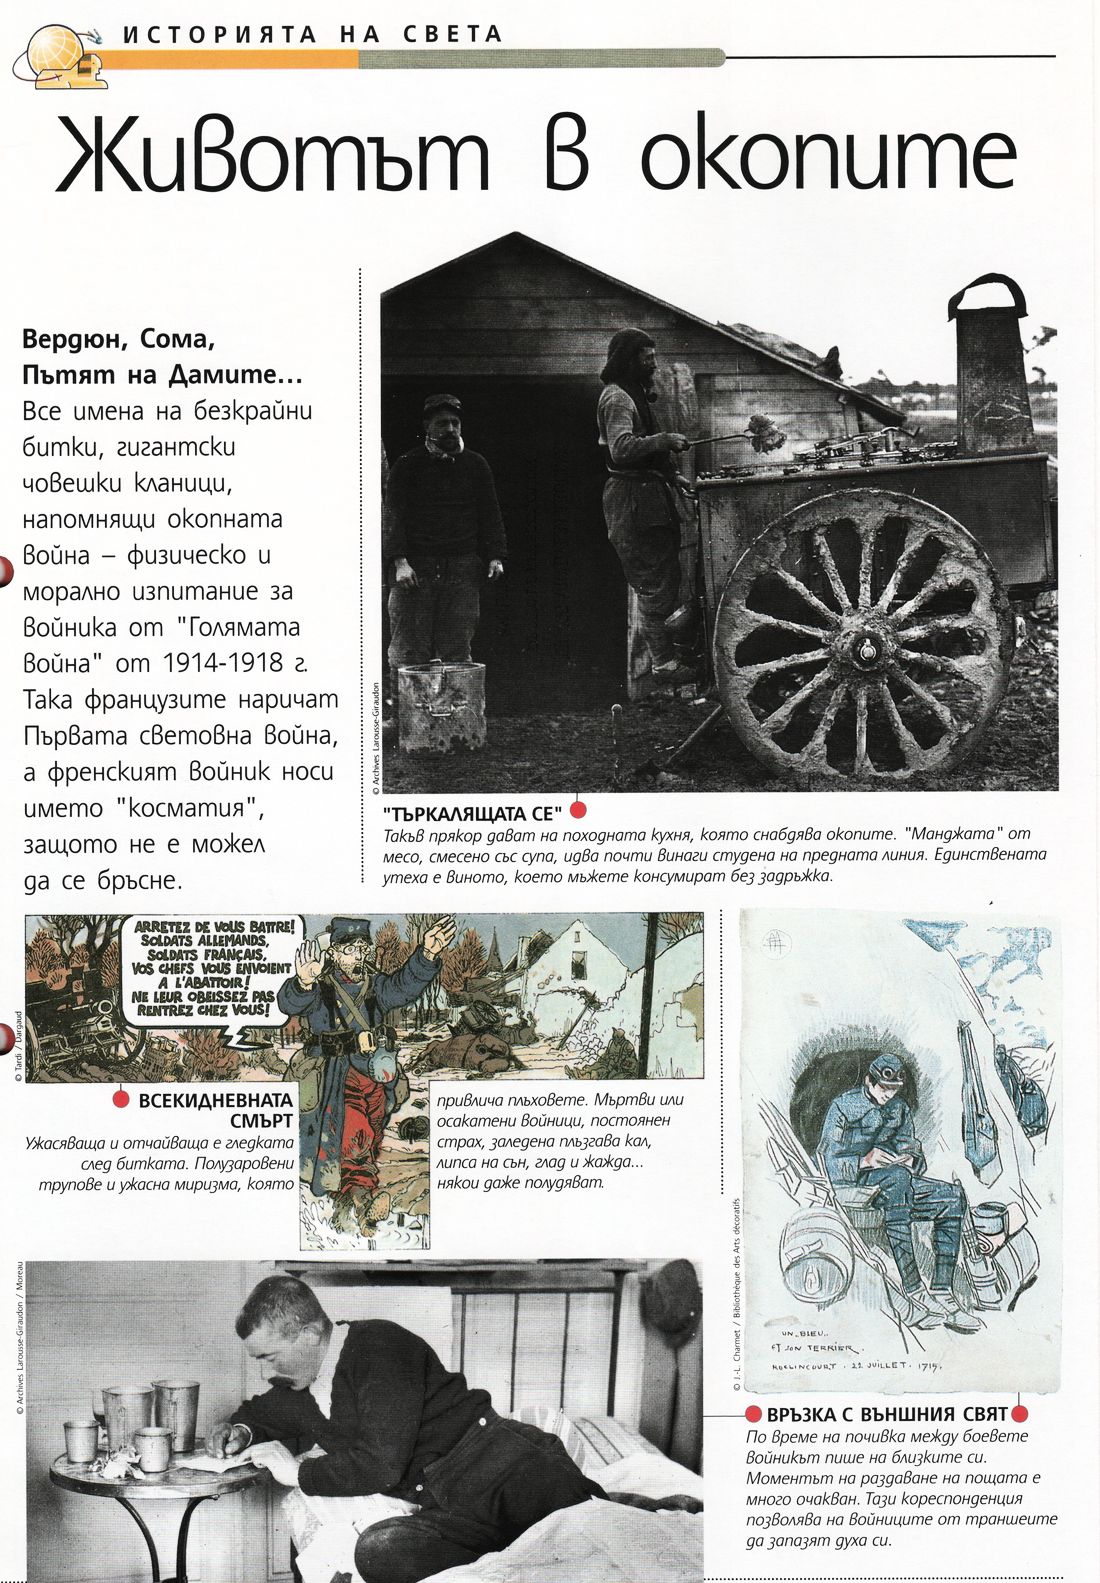 ИСТОРИЯТА НА СВЕТА
Животът в окопите
Вердюн, Сома,
Пътят на Дамите...
Все имена на безкрайни
битки, гигантски
човешки кланици,
напомнящи окопната
война – физическо и
морално изпитание за
войника от "Голямата
война" от 1914-1918 г.
Така французите наричат
Първата световна война,
а френският войник носи
името "косматия",
защото не е можел
да се бръсне.
© Archives Larousse-Giraudon
"ТЪРКАЛЯЩАТА СЕ"
Такъв прякор дават на походната кухня, която снабдява окопите. "Манджата" от
месо, смесено със супа, идва почти винаги студена на предната линия. Единствената
утеха е виното, което мъжете консумират без задръжка.
ARRETEZ DE VOUS BATTRE!
SOLDATS ALLEMANDS,
SOLDATS FRANÇAIS,
VOS CHEFS VOUS ENVOIENT
A L'ABATTOIR!
NE LEUR OBEISSEZ PAS
RENTREZ CHEZ VOUS!
© Tardi / Dargaud
ВСЕКИДНЕВНАТА
СМЪРТ
Ужасяваща и отчайваща е гледката
след битката. Полузаровени
трупове и ужасна миризма, която
привлича плъховете. Мъртви или
осакатени войници, постоянен
страх, заледена плъзгава кал,
липса на сън, глад и жажда...
някои даже полудяват.
UN "BLEU"
ET SON TERRIER.
ROCLINCOURT . 22 JUILLET . 1915.
© J.-L. Charmet / Bibliothèque des Arts décoratifs
© Archives Larousse-Giraudon / Moreau
ВРЪЗКА С ВЪНШНИЯ СВЯТ
По време на почивка между боевете
войникът пише на близките си.
Моментът на раздаване на пощата е
много очакван. Тази кореспонденция
позволява на войниците от траншеите
да запазят духа си.